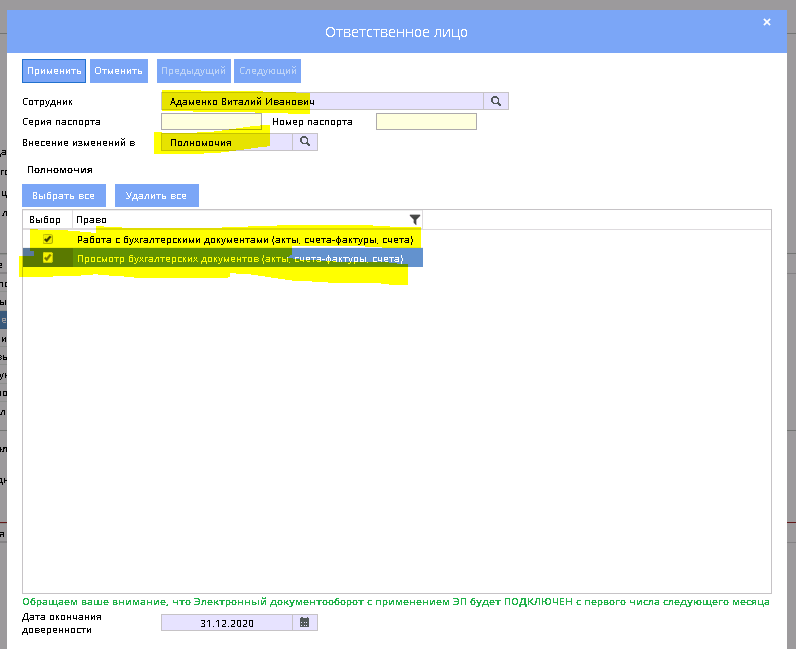 Ответственное лицо
×
Применить Отменить Предыдущий Следующий
Сотрудник Адаменко Виталий Иванович
Серия паспорта Номер паспорта
Внесение изменений в Полномочия
Полномочия
Выбрать все Удалить все
Выбор Право
Работа с бухгалтерскими документами (акты, счета-фактуры, счета)
Просмотр бухгалтерских документов (акты, счета-фактуры, счета)
Обращаем ваше внимание, что Электронный документооборот с применением ЭП будет ПОДКЛЮЧЕН с первого числа следующего месяца
Дата окончания
доверенности 31.12.2020